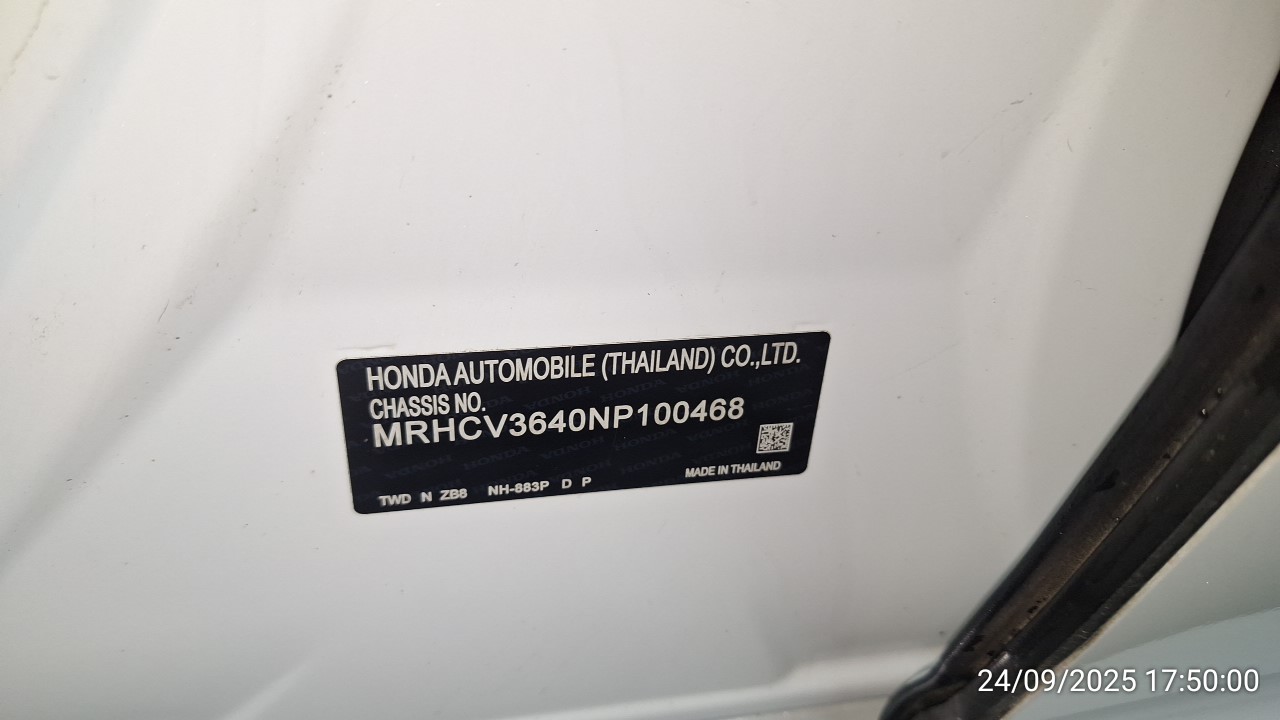 HONDA AUTOMOBILE (THAILAND) CO.,LTD.
CHASSIS NO.
MRHCV3640NP100468
MADE IN THAILAND
TWD N ZB8 NH-883P D P
24/09/2025 17:50:00